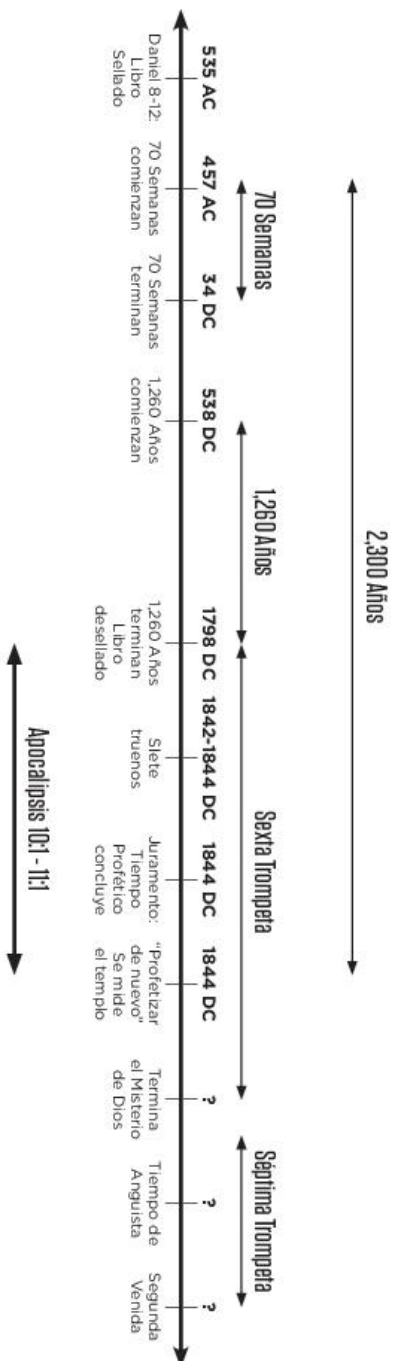 2,300 Años
70 Semanas
1,260 Años
Sexta Trompeta
Séptima Trompeta
535 AC
457 AC
34 DC
538 DC
1798 DC
1842-1844 DC
1844 DC
1844 DC
?
?
?
Daniel 8-12:
Libro
Sellado
70 Semanas
comienzan
70 Semanas
terminan
1,260 Años
comienzan
1,260 Años
terminan
Libro
desellado
Siete
truenos
Juramento:
Tiempo
Profético
concluye
“Profetizar
de nuevo”
Se mide
el templo
Termina
el Misterio
de Dios
Tiempo de
Anguista
Segunda
Venida
Apocalipsis 10:1 - 11:1